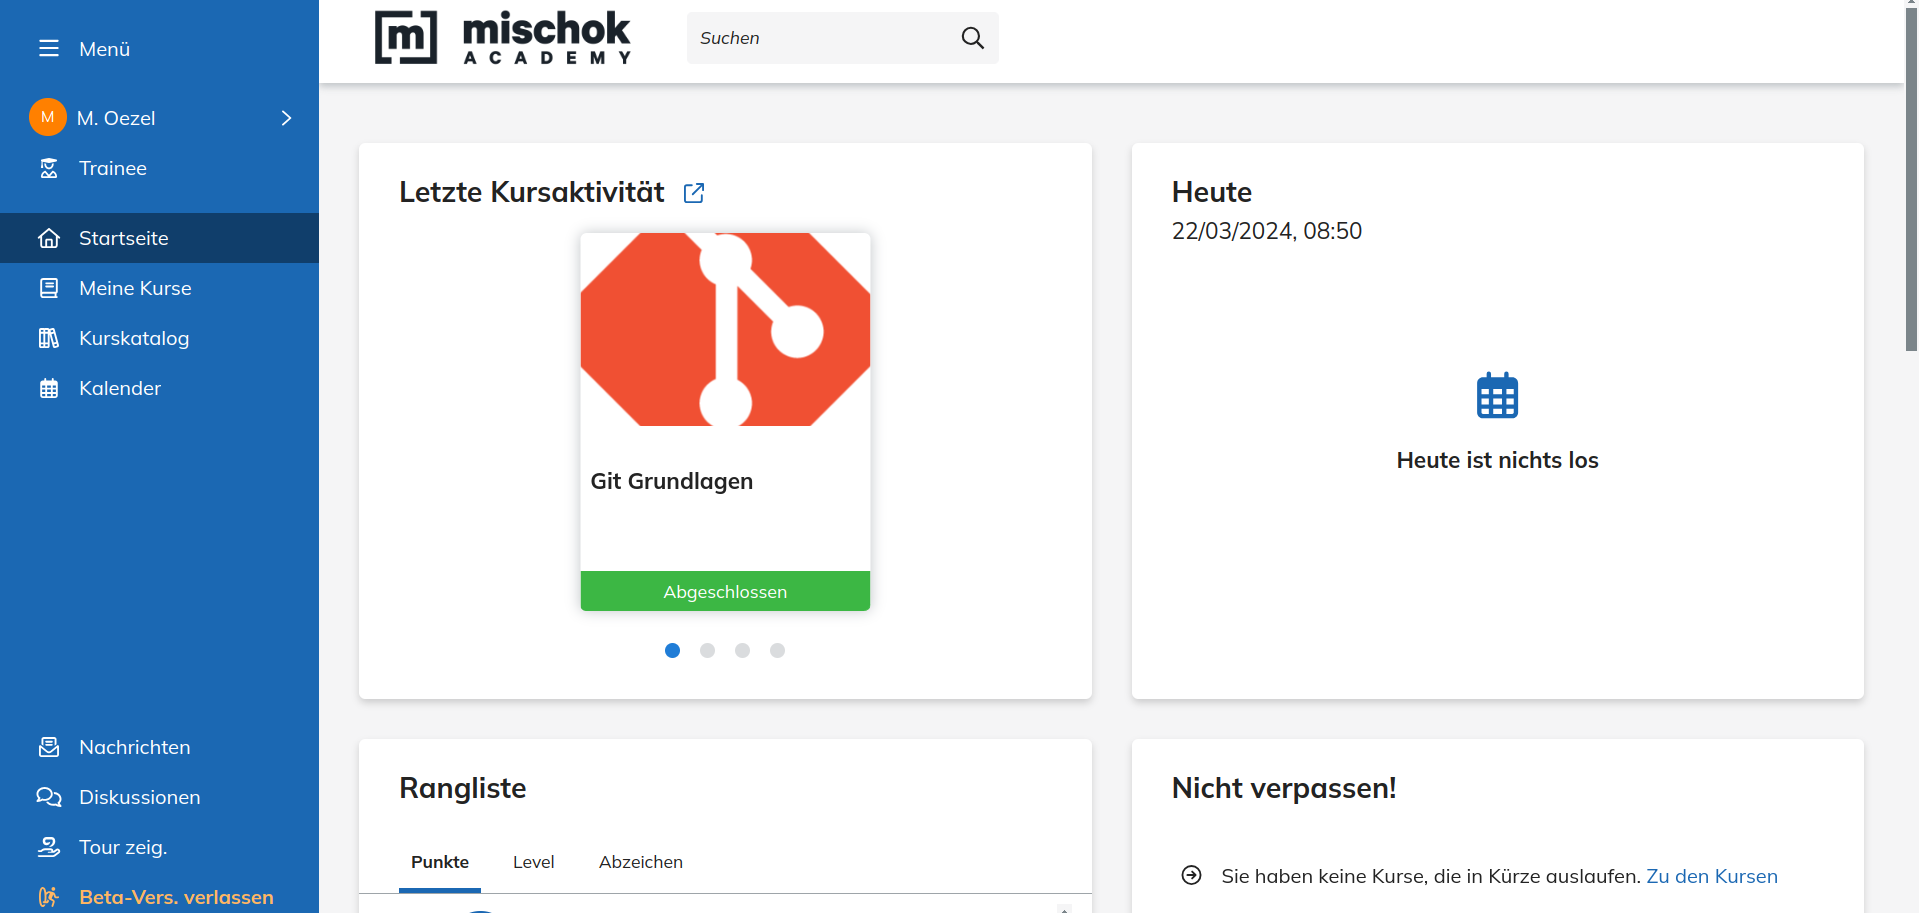 Menü
M
M. Oezel
Trainee
Startseite
Meine Kurse
Kurskatalog
Kalender
Nachrichten
Diskussionen
Tour zeig.
Beta-Vers. verlassen
[m] mischok
ACADEMY
Suchen
Letzte Kursaktivität
Git Grundlagen
Abgeschlossen
Heute
22/03/2024, 08:50
Heute ist nichts los
Rangliste
Punkte Level Abzeichen
Nicht verpassen!
Sie haben keine Kurse, die in Kürze auslaufen. Zu den Kursen